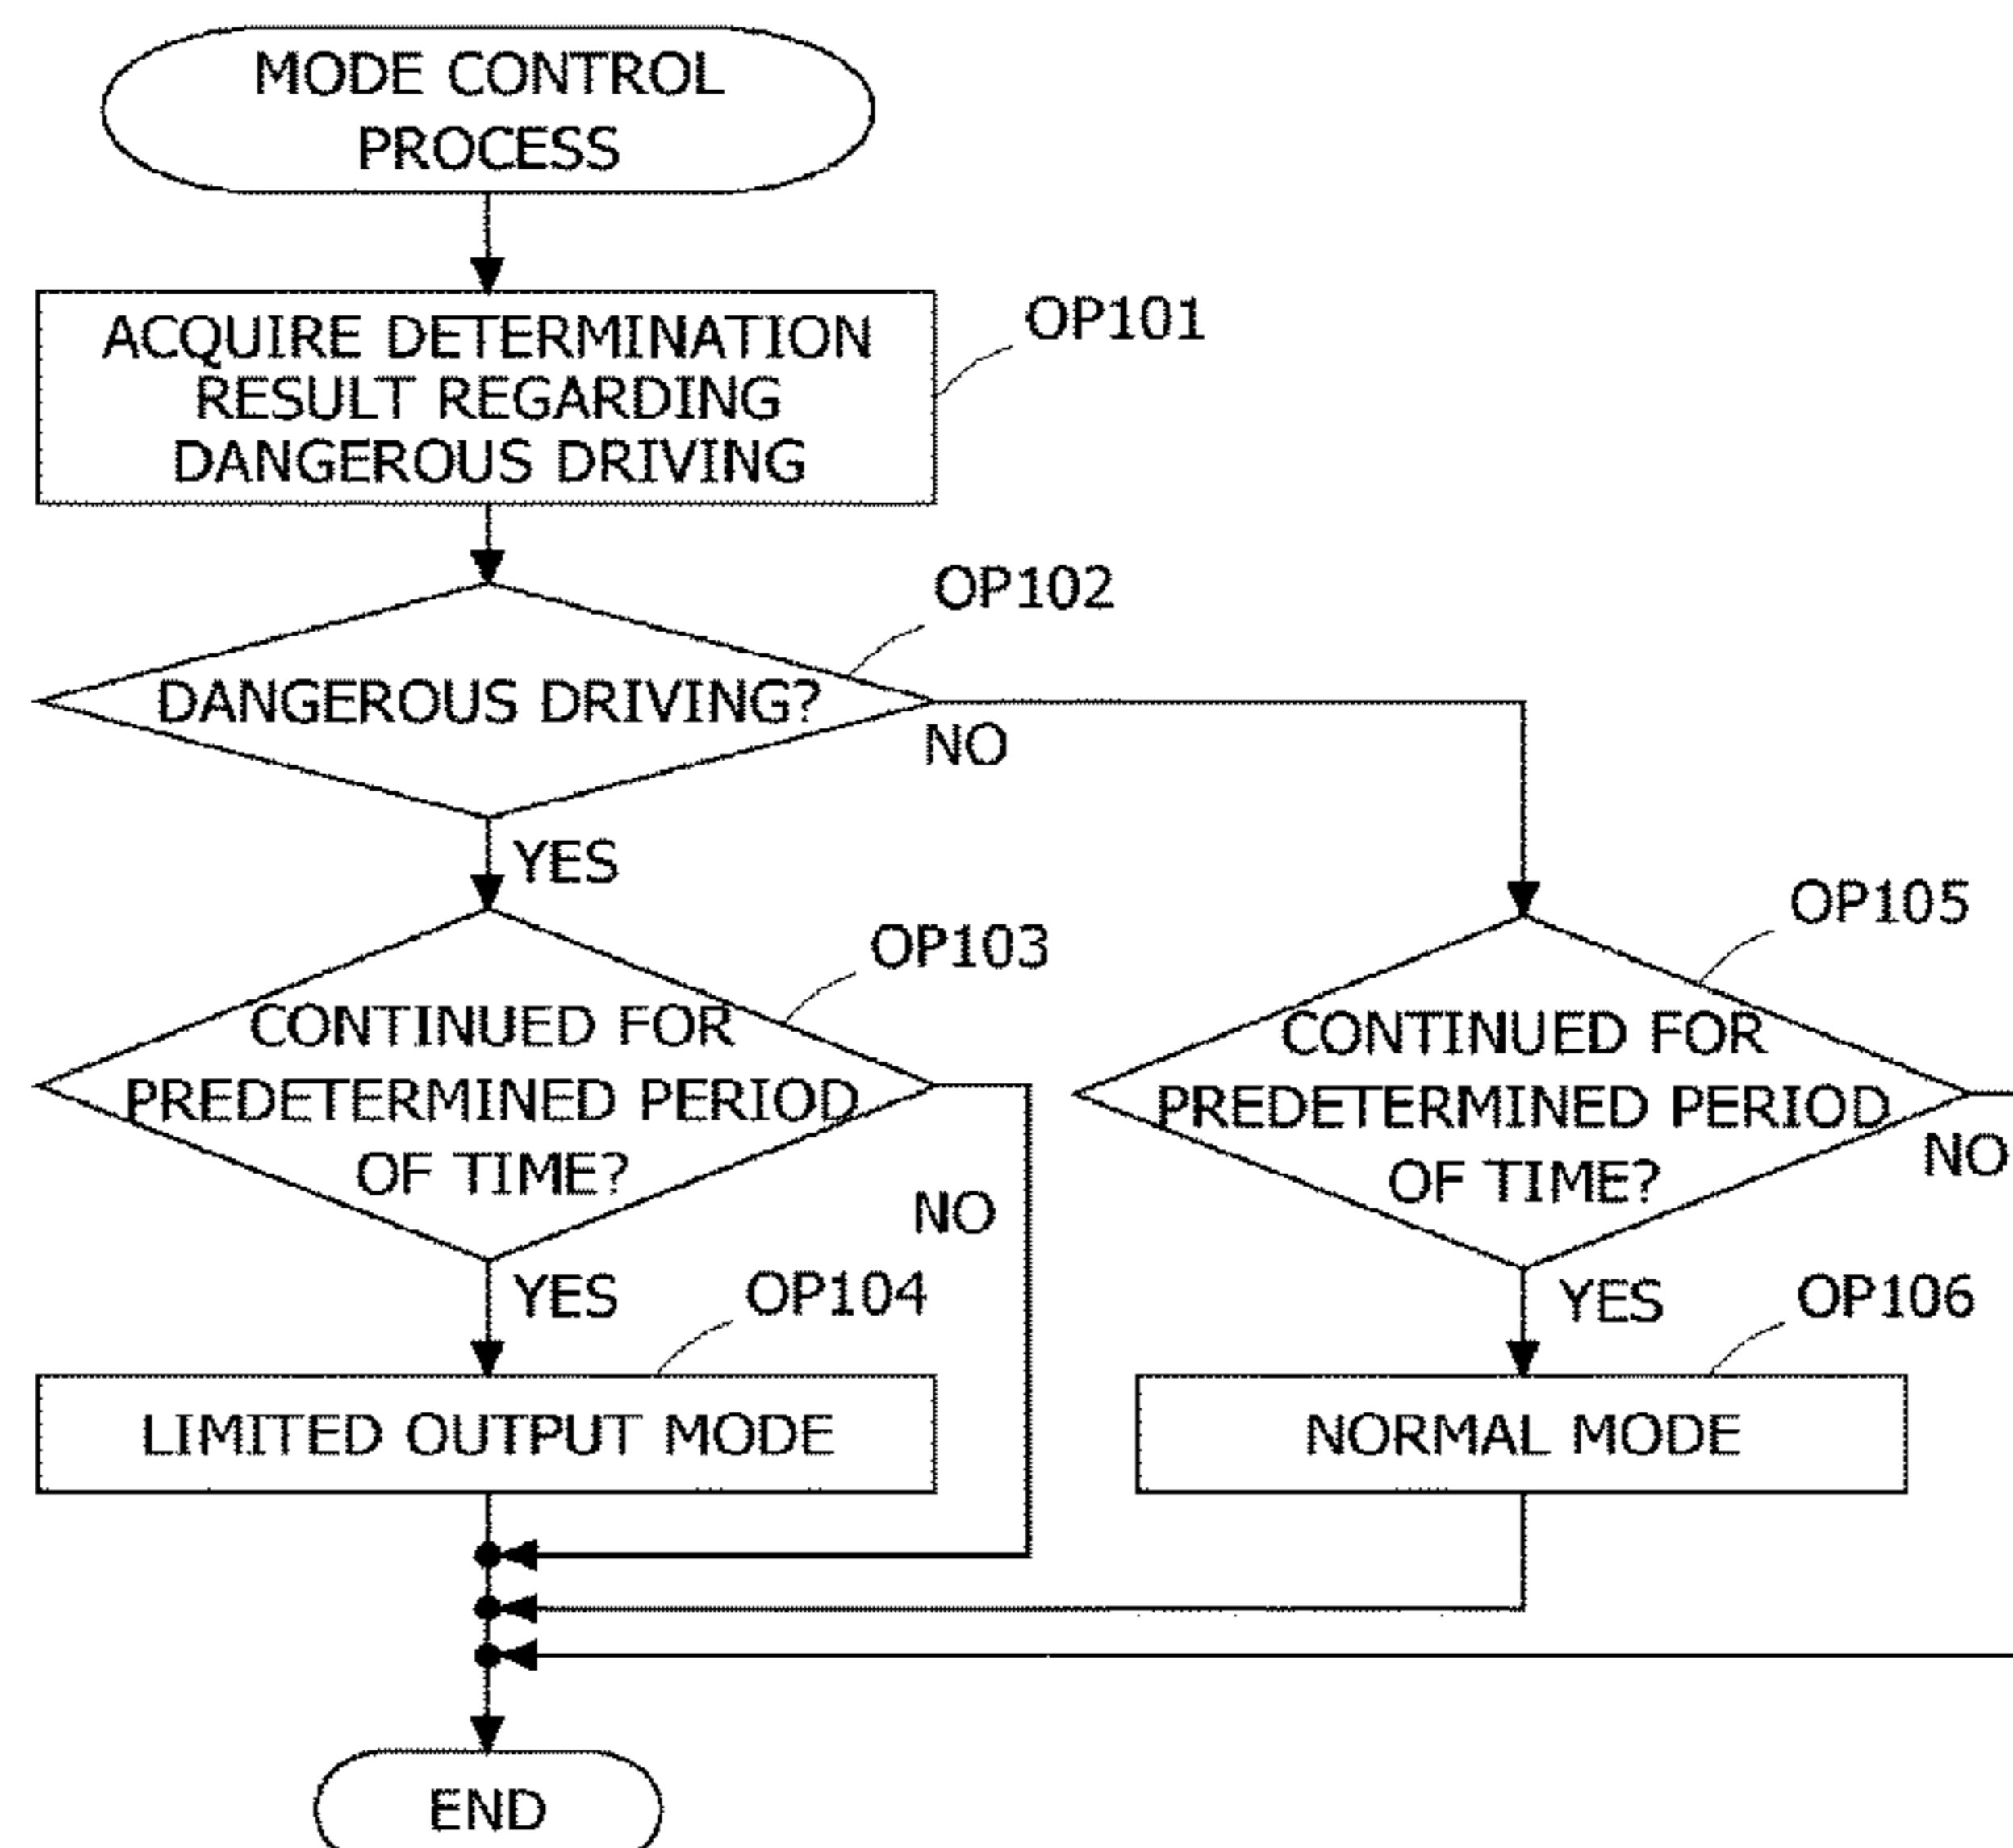 MODE CONTROL
PROCESS
ACQUIRE DETERMINATION
RESULT REGARDING
DANGEROUS DRIVING
OP101
DANGEROUS DRIVING?
OP102
NO
YES
CONTINUED FOR
PREDETERMINED PERIOD
OF TIME?
OP103
NO
YES
CONTINUED FOR
PREDETERMINED PERIOD
OF TIME?
OP105
NO
YES
LIMITED OUTPUT MODE
OP104
NORMAL MODE
OP106
END